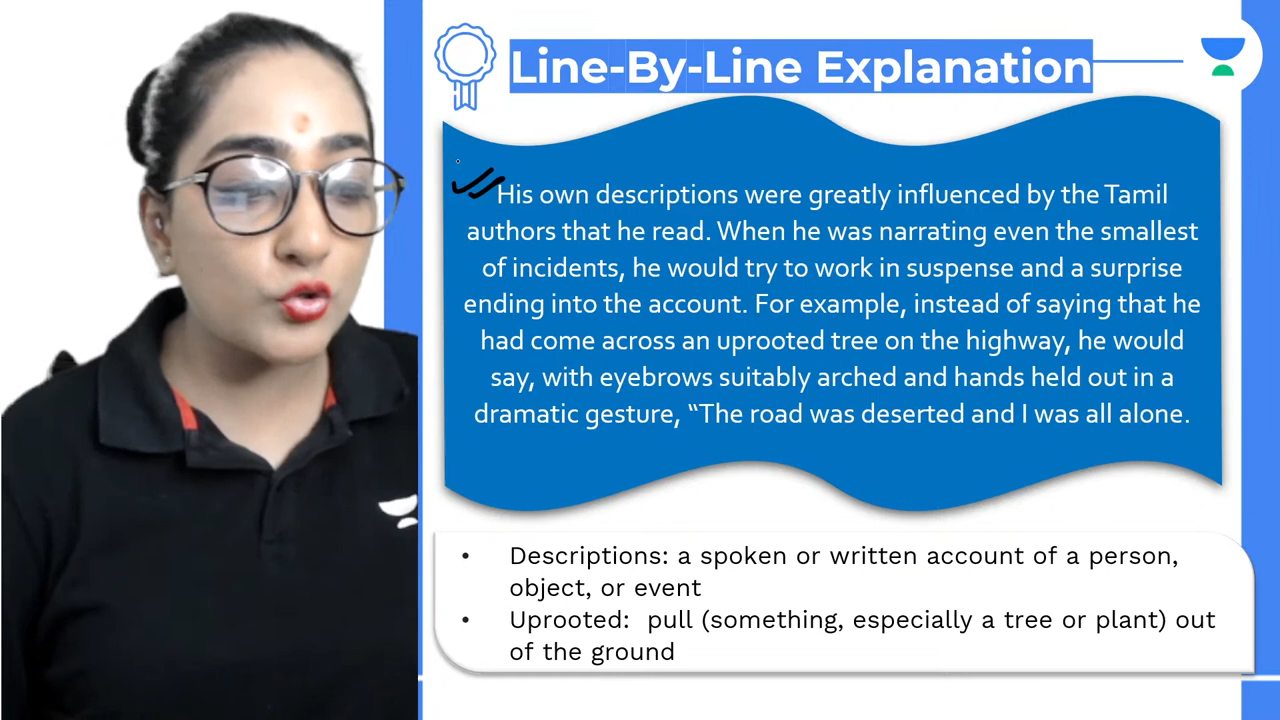 Line-By-Line Explanation
His own descriptions were greatly influenced by the Tamil
authors that he read. When he was narrating even the smallest
of incidents, he would try to work in suspense and a surprise
ending into the account. For example, instead of saying that he
had come across an uprooted tree on the highway, he would
say, with eyebrows suitably arched and hands held out in a
dramatic gesture, “The road was deserted and I was all alone.
• Descriptions: a spoken or written account of a person,
object, or event
• Uprooted: pull (something, especially a tree or plant) out
of the ground